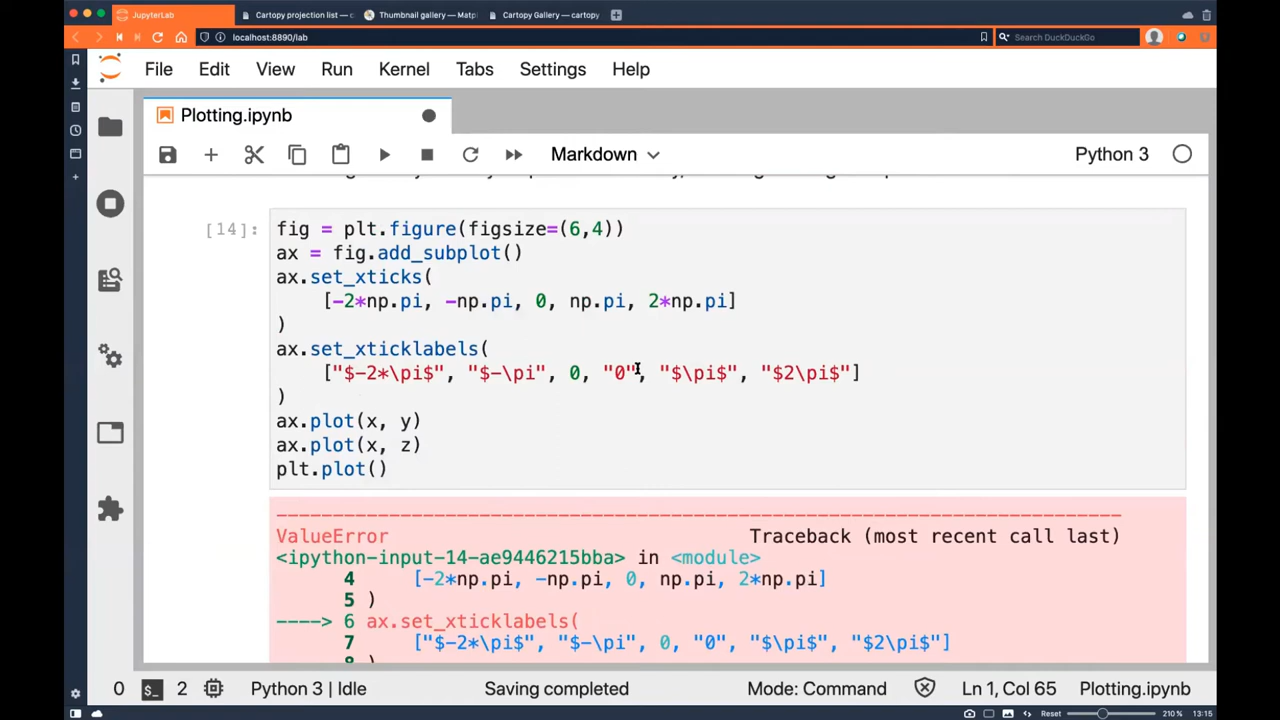 JupyterLab
Cartopy projection list — c
Thumbnail gallery — Matp
Cartopy Gallery — cartopy
localhost:8890/lab
Search DuckDuckGo
File Edit View Run Kernel Tabs Settings Help
Plotting.ipynb
Markdown
Python 3
[14]:
fig = plt.figure(figsize=(6,4))
ax = fig.add_subplot()
ax.set_xticks(
[-2*np.pi, -np.pi, 0, np.pi, 2*np.pi]
)
ax.set_xticklabels(
["$-2*\pi$", "$-\pi", 0, "0", "$\pi$", "$2\pi$"]
)
ax.plot(x, y)
ax.plot(x, z)
plt.plot()
---------------------------------------------------------------------------
ValueError Traceback (most recent call last)
<ipython-input-14-ae9446215bba> in <module>
4 [-2*np.pi, -np.pi, 0, np.pi, 2*np.pi]
5 )
----> 6 ax.set_xticklabels(
7 ["$-2*\pi$", "$-\pi", 0, "0", "$\pi$", "$2\pi$"]
8 )
0 $_ 2 Python 3 | Idle Saving completed Mode: Command Ln 1, Col 65 Plotting.ipynb
Reset 210 % 13:15